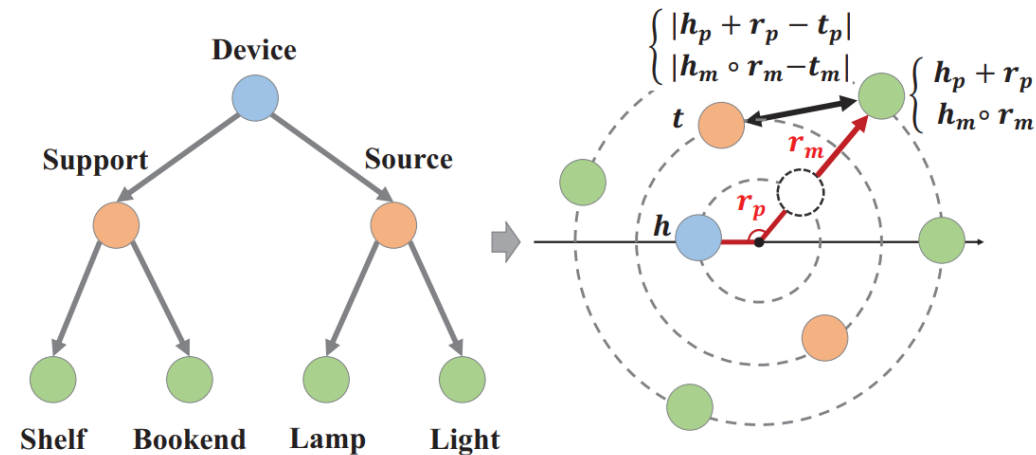 Device
Support
Source
Shelf
Bookend
Lamp
Light
|h_p + r_p − t_p|
|h_m ∘ r_m − t_m|
h_p + r_p
h_m ∘ r_m
t
r_m
r_p
h